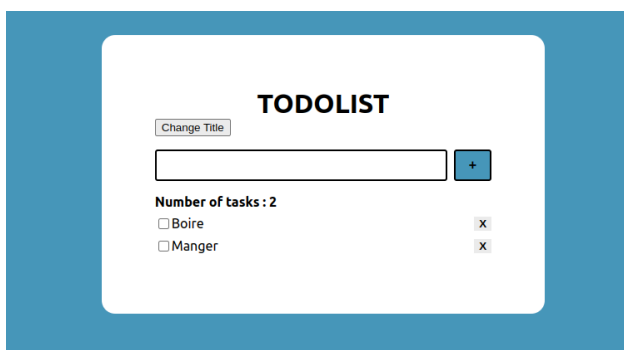 TODOLIST
Change Title
+
Number of tasks : 2
Boire X
Manger X